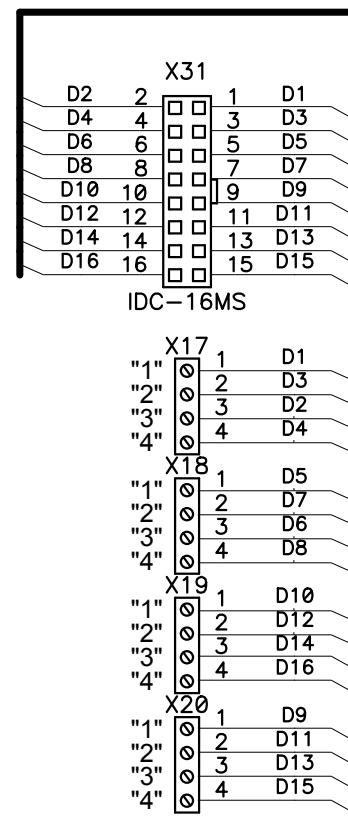 X31
D2 2 1 D1
D4 4 3 D3
D6 6 5 D5
D8 8 7 D7
D10 10 9 D9
D12 12 11 D11
D14 14 13 D13
D16 16 15 D15
IDC-16MS
X17
"1" 1 D1
"2" 2 D3
"3" 3 D2
"4" 4 D4
X18
"1" 1 D5
"2" 2 D7
"3" 3 D6
"4" 4 D8
X19
"1" 1 D10
"2" 2 D12
"3" 3 D14
"4" 4 D16
X20
"1" 1 D9
"2" 2 D11
"3" 3 D13
"4" 4 D15